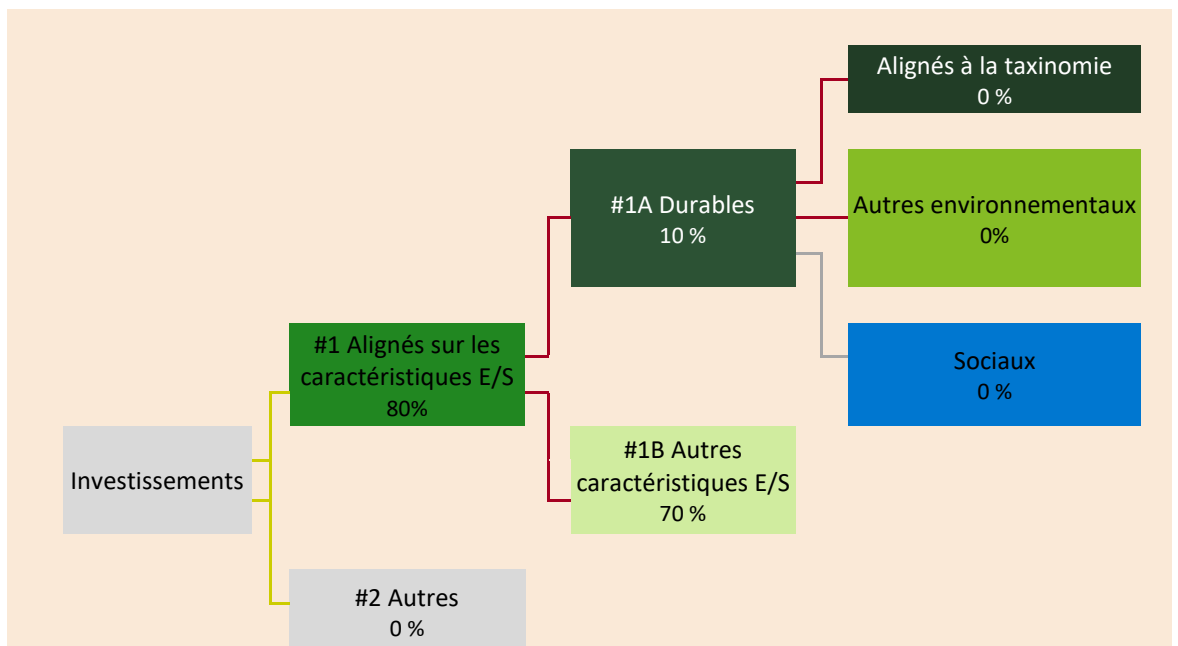 Alignés à la taxinomie
0 %
#1A Durables
10 %
Autres environnementaux
0%
#1 Alignés sur les
caractéristiques E/S
80%
Sociaux
0 %
Investissements
#1B Autres
caractéristiques E/S
70 %
#2 Autres
0 %